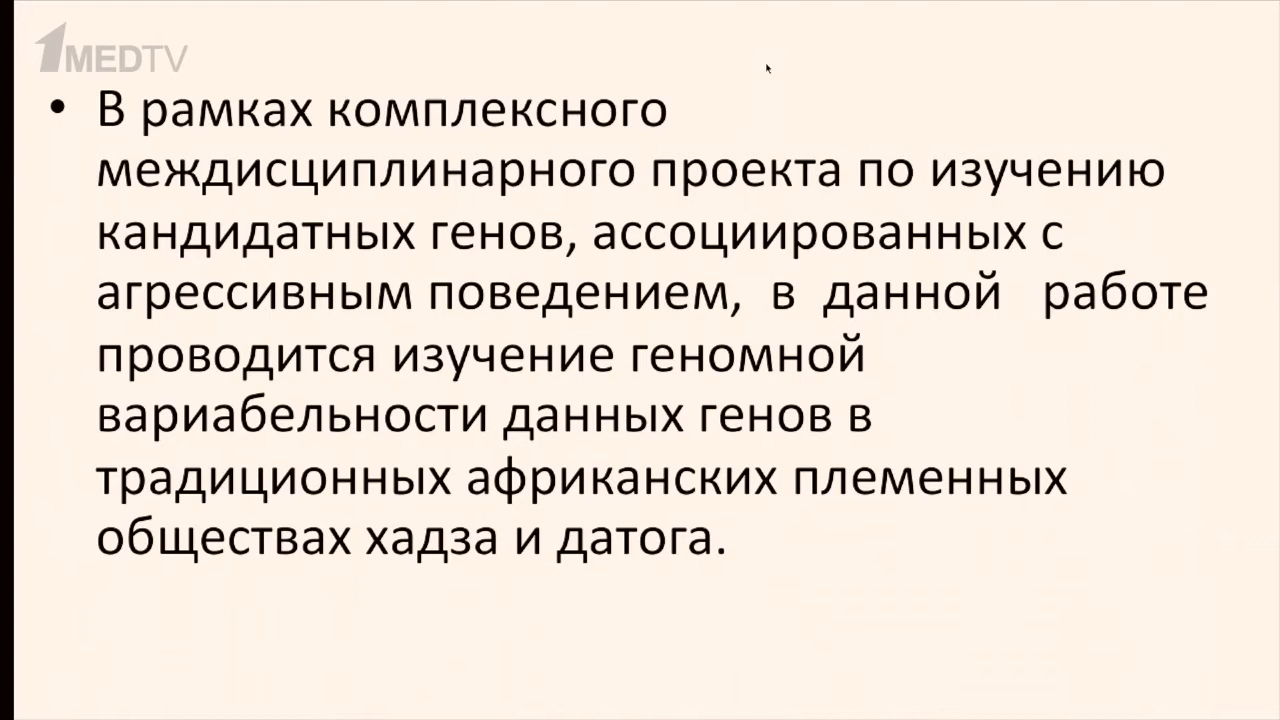 1MEDTV
• В рамках комплексного
междисциплинарного проекта по изучению
кандидатных генов, ассоциированных с
агрессивным поведением, в данной работе
проводится изучение геномной
вариабельности данных генов в
традиционных африканских племенных
обществах хадза и датога.